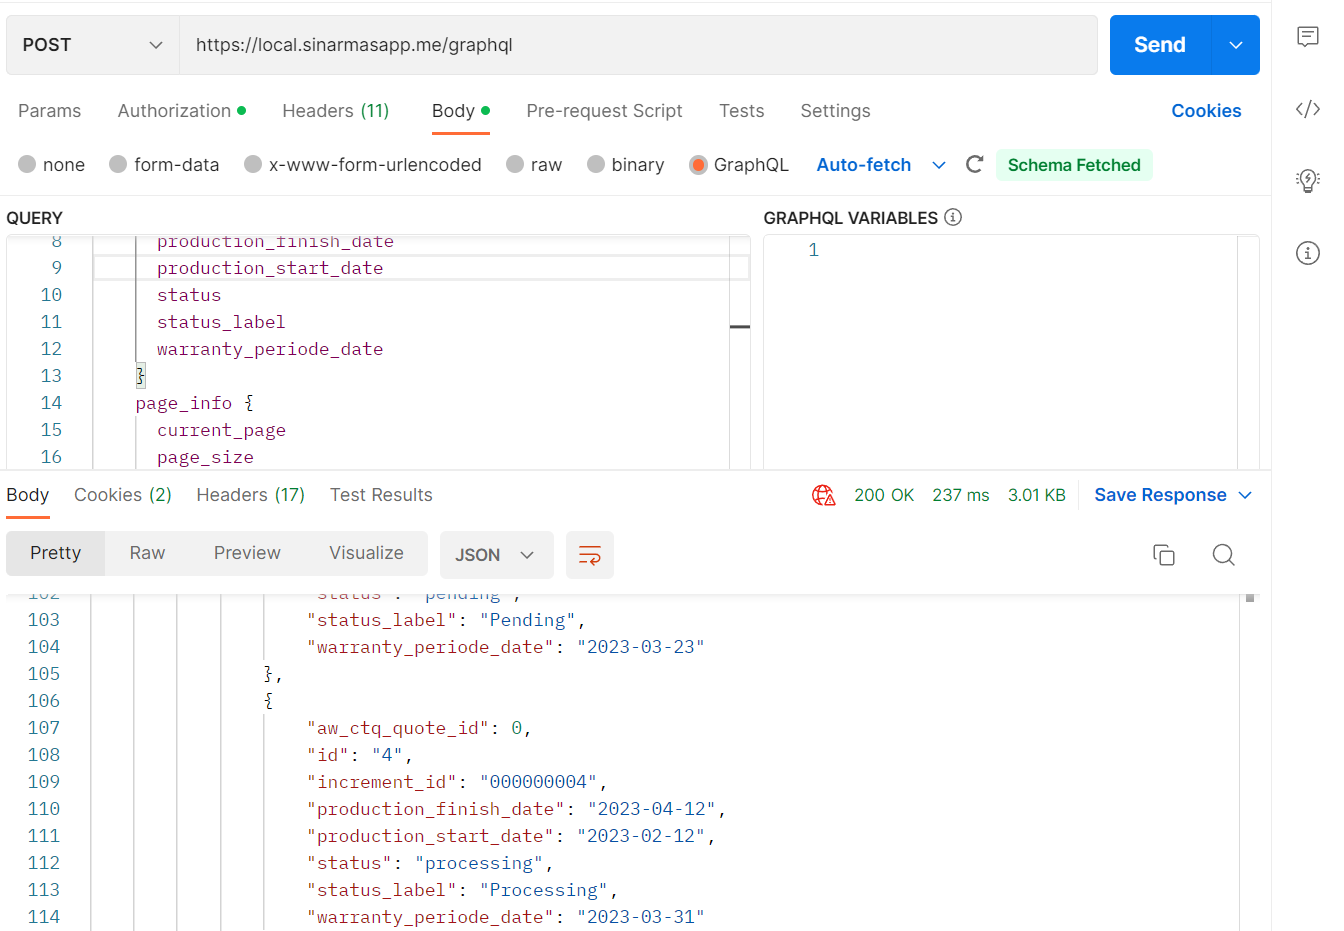 POST https://local.sinarmasapp.me/graphql Send
Params Authorization Headers (11) Body Pre-request Script Tests Settings Cookies
none form-data x-www-form-urlencoded raw binary GraphQL Auto-fetch Schema Fetched
QUERY GRAPHQL VARIABLES
8 production_finish_date
1
9 production_start_date
10 status
11 status_label
12 warranty_periode_date
13 }
14 page_info {
15 current_page
16 page_size
Body Cookies (2) Headers (17) Test Results 200 OK 237 ms 3.01 KB Save Response
Pretty Raw Preview Visualize JSON
102 "status": "pending",
103 "status_label": "Pending",
104 "warranty_periode_date": "2023-03-23"
105 },
106 {
107 "aw_ctq_quote_id": 0,
108 "id": "4",
109 "increment_id": "000000004",
110 "production_finish_date": "2023-04-12",
111 "production_start_date": "2023-02-12",
112 "status": "processing",
113 "status_label": "Processing",
114 "warranty_periode_date": "2023-03-31"